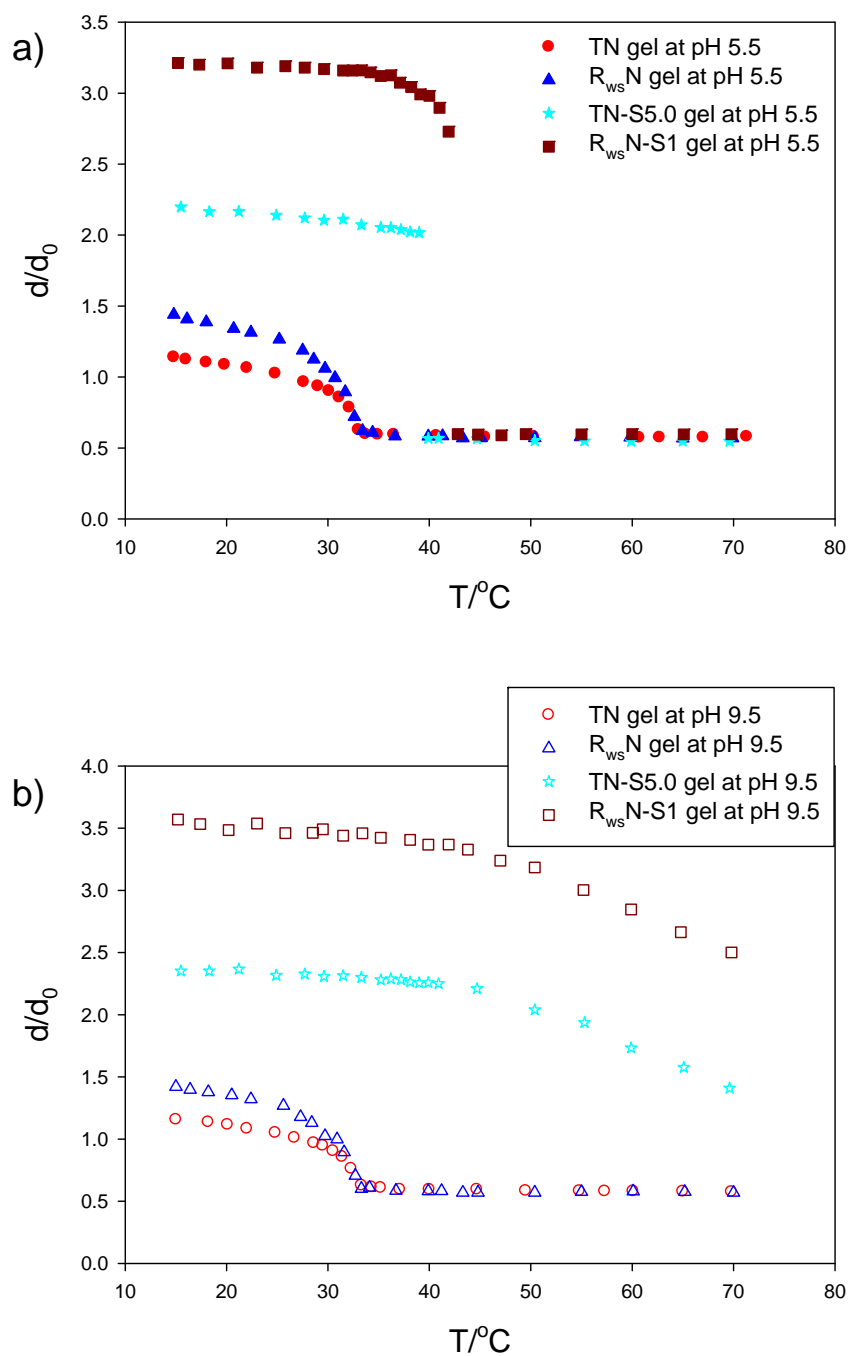 a)
TN gel at pH 5.5
RwsN gel at pH 5.5
TN-S5.0 gel at pH 5.5
RwsN-S1 gel at pH 5.5
3.5
3.0
2.5
2.0
1.5
1.0
0.5
0.0
d/d0
10 20 30 40 50 60 70 80
T/oC
TN gel at pH 9.5
RwsN gel at pH 9.5
TN-S5.0 gel at pH 9.5
RwsN-S1 gel at pH 9.5
b)
4.0
3.5
3.0
2.5
2.0
1.5
1.0
0.5
0.0
d/d0
10 20 30 40 50 60 70 80
T/oC